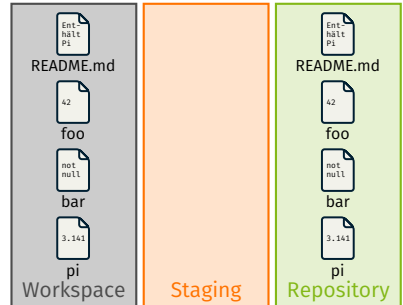 Ent-
hält
Pi
README.md
42
foo
not
null
bar
3.141
pi
Workspace
Staging
Ent-
hält
Pi
README.md
42
foo
not
null
bar
3.141
pi
Repository